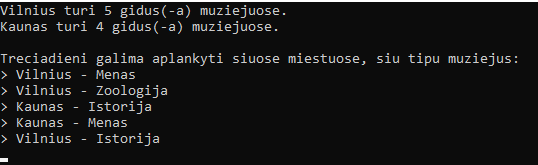 Vilnius turi 5 gidus(-a) muziejuose.
Kaunas turi 4 gidus(-a) muziejuose.
Treciadieni galima aplankyti siuose miestuose, siu tipu muziejus:
> Vilnius - Menas
> Vilnius - Zoologija
> Kaunas - Istorija
> Kaunas - Menas
> Vilnius - Istorija